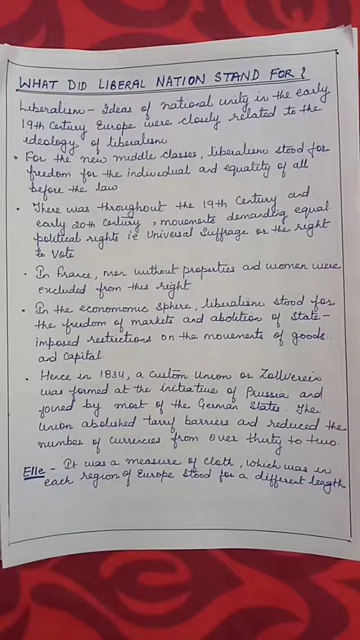 WHAT DID LIBERAL NATION STAND FOR?
Liberalism - Ideas of national unity in the early
19th Century Europe were closely related to the
ideology of liberalism
• For the new middle classes, liberalism stood for
freedom for the individual and equality of all
before the law
• There was throughout the 19th Century and
early 20th Century, movements demanding equal
political rights ie Universal Suffrage or the right
to Vote
• In France, men without properties and women were
excluded from this right
• In the economic sphere, liberalism stood for
the freedom of markets and abolition of State-
imposed restrictions on the movements of goods
and Capital
• Hence in 1834, a custom Union or Zollverein
was formed at the initiative of Prussia and
joined by most of the German States. The
Union abolished tariff barriers and reduced the
number of currencies from over thirty to two.
Elle - It was a measure of cloth, which was in
each region of Europe stood for a different length